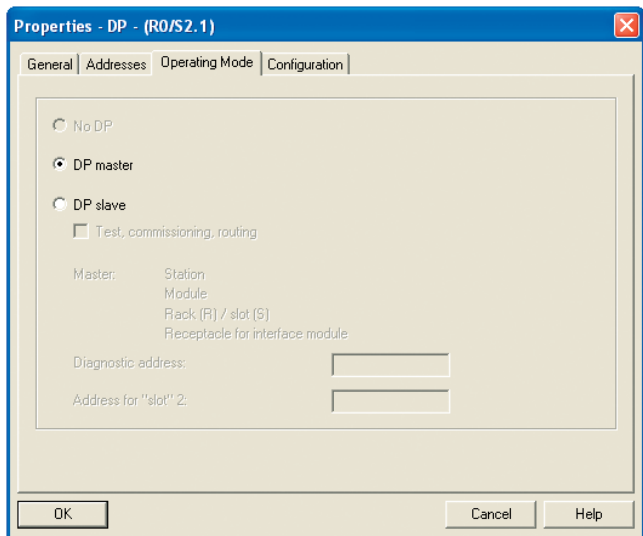 Properties - DP - (R0/S2.1)
General Addresses Operating Mode Configuration
No DP
DP master
DP slave
Test, commissioning, routing
Master: Station
Module
Rack (R) / slot (S)
Receptacle for interface module
Diagnostic address:
Address for "slot" 2:
OK Cancel Help